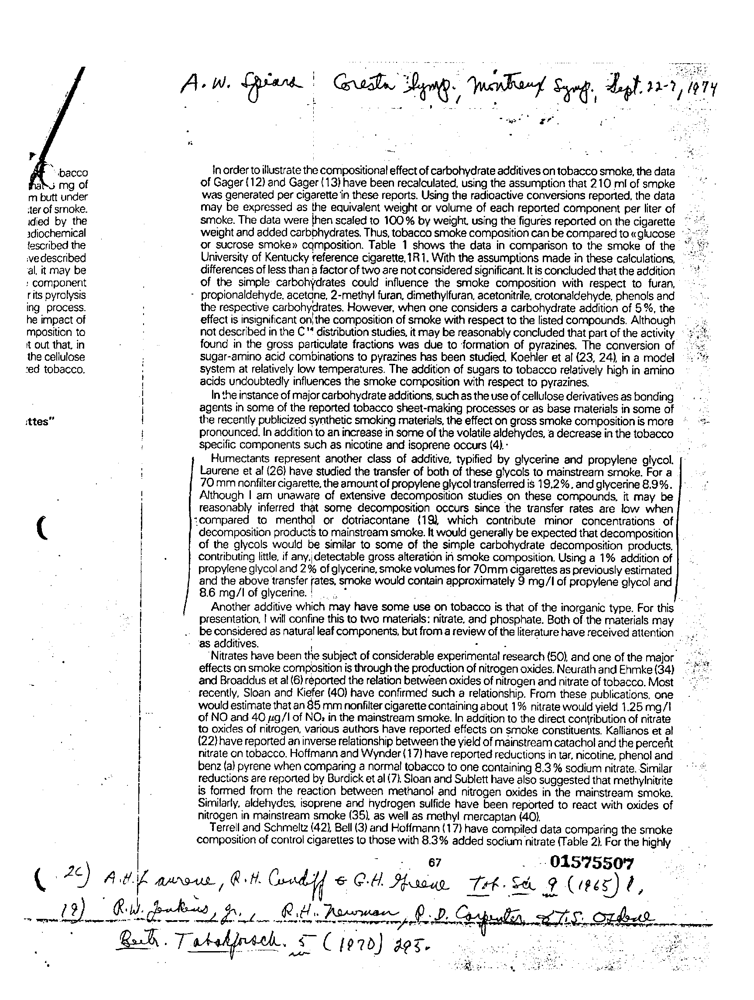 A. W. Spears Coresta Symp., Montreux Symp., Sept. 22-7, 1974
bacco
mg of
m butt under
ter of smoke.
died by the
adiochemical
described the
ve described
al, it may be
component
r its pyrolysis
ing process.
he impact of
mposition to
t out that, in
the cellulose
ed tobacco.
ttes"
In order to illustrate the compositional effect of carbohydrate additives on tobacco smoke, the data
of Gager (12) and Gager (13) have been recalculated, using the assumption that 210 ml of smoke
was generated per cigarette in these reports. Using the radioactive conversions reported, the data
may be expressed as the equivalent weight or volume of each reported component per liter of
smoke. The data were then scaled to 100% by weight, using the figures reported on the cigarette
weight and added carbohydrates. Thus, tobacco smoke composition can be compared to «glucose
or sucrose smoke» composition. Table 1 shows the data in comparison to the smoke of the
University of Kentucky reference cigarette, 1R1. With the assumptions made in these calculations,
differences of less than a factor of two are not considered significant. It is concluded that the addition
of the simple carbohydrates could influence the smoke composition with respect to furan,
propionaldehyde, acetone, 2-methyl furan, dimethylfuran, acetonitrile, crotonaldehyde, phenols and
the respective carbohydrates. However, when one considers a carbohydrate addition of 5%, the
effect is insignificant on the composition of smoke with respect to the listed compounds. Although
not described in the C¹⁴ distribution studies, it may be reasonably concluded that part of the activity
found in the gross particulate fractions was due to formation of pyrazines. The conversion of
sugar-amino acid combinations to pyrazines has been studied, Koehler et al (23, 24), in a model
system at relatively low temperatures. The addition of sugars to tobacco relatively high in amino
acids undoubtedly influences the smoke composition with respect to pyrazines.
In the instance of major carbohydrate additions, such as the use of cellulose derivatives as bonding
agents in some of the reported tobacco sheet-making processes or as base materials in some of
the recently publicized synthetic smoking materials, the effect on gross smoke composition is more
pronounced. In addition to an increase in some of the volatile aldehydes, a decrease in the tobacco
specific components such as nicotine and isoprene occurs (4).
Humectants represent another class of additive, typified by glycerine and propylene glycol.
Laurene et al (26) have studied the transfer of both of these glycols to mainstream smoke. For a
70 mm nonfilter cigarette, the amount of propylene glycol transferred is 19.2%, and glycerine 8.9%.
Although I am unaware of extensive decomposition studies on these compounds, it may be
reasonably inferred that some decomposition occurs since the transfer rates are low when
compared to menthol or dotriacontane (19), which contribute minor concentrations of
decomposition products to mainstream smoke. It would generally be expected that decomposition
of the glycols would be similar to some of the simple carbohydrate decomposition products,
contributing little, if any, detectable gross alteration in smoke composition. Using a 1% addition of
propylene glycol and 2% of glycerine, smoke volumes for 70mm cigarettes as previously estimated
and the above transfer rates, smoke would contain approximately 9 mg/l of propylene glycol and
8.6 mg/l of glycerine.
Another additive which may have some use on tobacco is that of the inorganic type. For this
presentation, I will confine this to two materials: nitrate, and phosphate. Both of the materials may
be considered as natural leaf components, but from a review of the literature have received attention
as additives.
Nitrates have been the subject of considerable experimental research (50), and one of the major
effects on smoke composition is through the production of nitrogen oxides. Neurath and Ehmke (34)
and Broaddus et al (6) reported the relation between oxides of nitrogen and nitrate of tobacco. Most
recently, Sloan and Kiefer (40) have confirmed such a relationship. From these publications, one
would estimate that an 85 mm nonfilter cigarette containing about 1% nitrate would yield 1.25 mg/l
of NO and 40 µg/l of NO₂ in the mainstream smoke. In addition to the direct contribution of nitrate
to oxides of nitrogen, various authors have reported effects on smoke constituents. Kallianos et al
(22) have reported an inverse relationship between the yield of mainstream catachol and the percent
nitrate on tobacco. Hoffmann and Wynder (17) have reported reductions in tar, nicotine, phenol and
benz (a) pyrene when comparing a normal tobacco to one containing 8.3% sodium nitrate. Similar
reductions are reported by Burdick et al (7). Sloan and Sublett have also suggested that methylnitrite
is formed from the reaction between methanol and nitrogen oxides in the mainstream smoke.
Similarly, aldehydes, isoprene and hydrogen sulfide have been reported to react with oxides of
nitrogen in mainstream smoke (35), as well as methyl mercaptan (40).
Terrell and Schmeltz (42), Bell (3) and Hoffmann (17) have compiled data comparing the smoke
composition of control cigarettes to those with 8.3% added sodium nitrate (Table 2). For the highly
67
01575507
26) A.H. Laurene, R.H. Cundiff & G.H. Greene Tob. Sci 9 (1965) 1,
19) R.W. Jenkins, Jr., R.H. Newman, R.D. Carpenter & T.S. Osdene
Beitr. Tabakforsch. 5 (1970) 295.